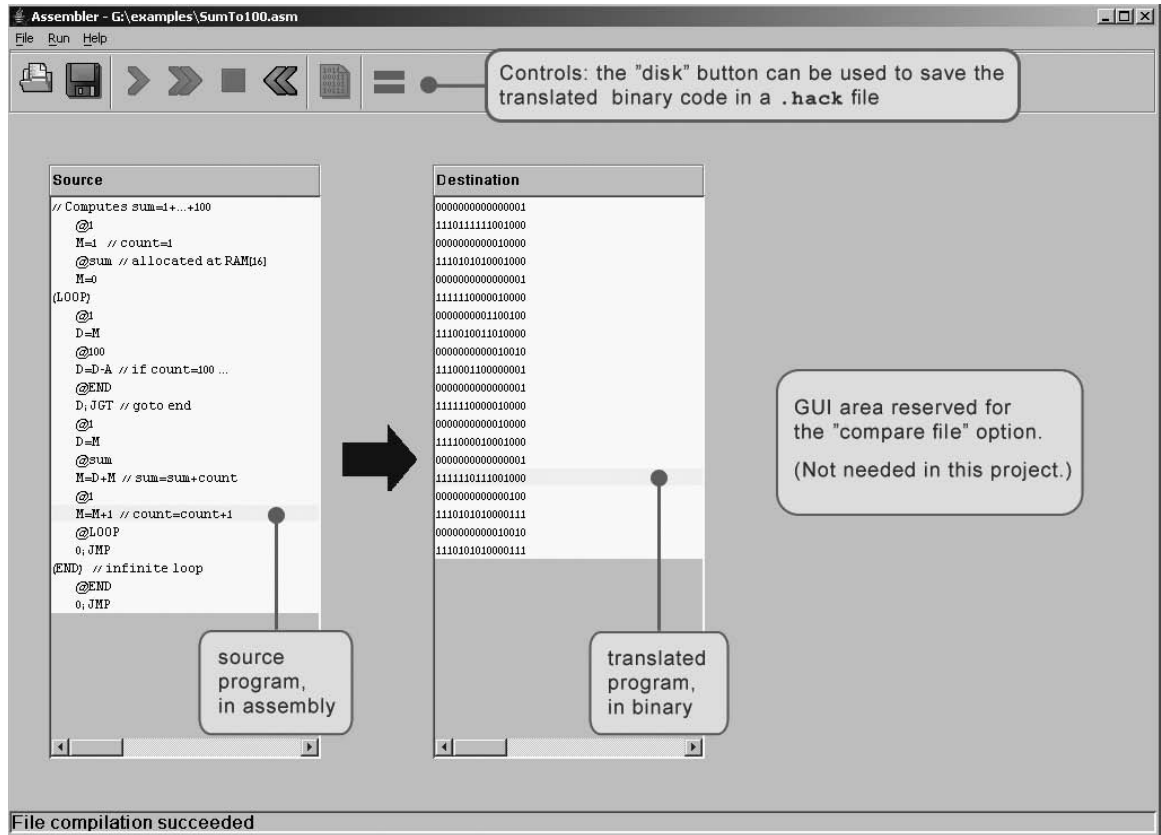 Assembler - G:\examples\SumTo100.asm
File Run Help
Controls: the "disk" button can be used to save the
translated binary code in a .hack file
Source
// Computes sum=1+...+100
@1
M=1 // count=1
@sum // allocated at RAM[16]
M=0
(LOOP)
@1
D=M
@100
D=D-A // if count=100 ...
@END
D; JGT // goto end
@1
D=M
@sum
M=D+M // sum=sum+count
@1
M=M+1 // count=count+1
@LOOP
0; JMP
(END) // infinite loop
@END
0; JMP
Destination
0000000000000001
1110111111001000
0000000000010000
1110101010001000
0000000000000001
1111110000010000
0000000001100100
1110010011010000
0000000000010010
1110001100000001
0000000000000001
1111110000010000
0000000000010000
1111000010001000
0000000000000001
1111110111001000
0000000000000100
1110101010000111
0000000000010010
1110101010000111
GUI area reserved for
the "compare file" option.
(Not needed in this project.)
source
program,
in assembly
translated
program,
in binary
File compilation succeeded